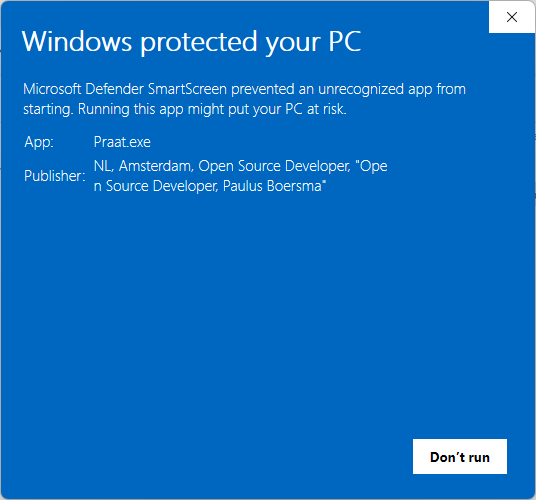 Windows protected your PC
Microsoft Defender SmartScreen prevented an unrecognized app from
starting. Running this app might put your PC at risk.
App: Praat.exe
Publisher: NL, Amsterdam, Open Source Developer, "Ope
n Source Developer, Paulus Boersma"
Don’t run